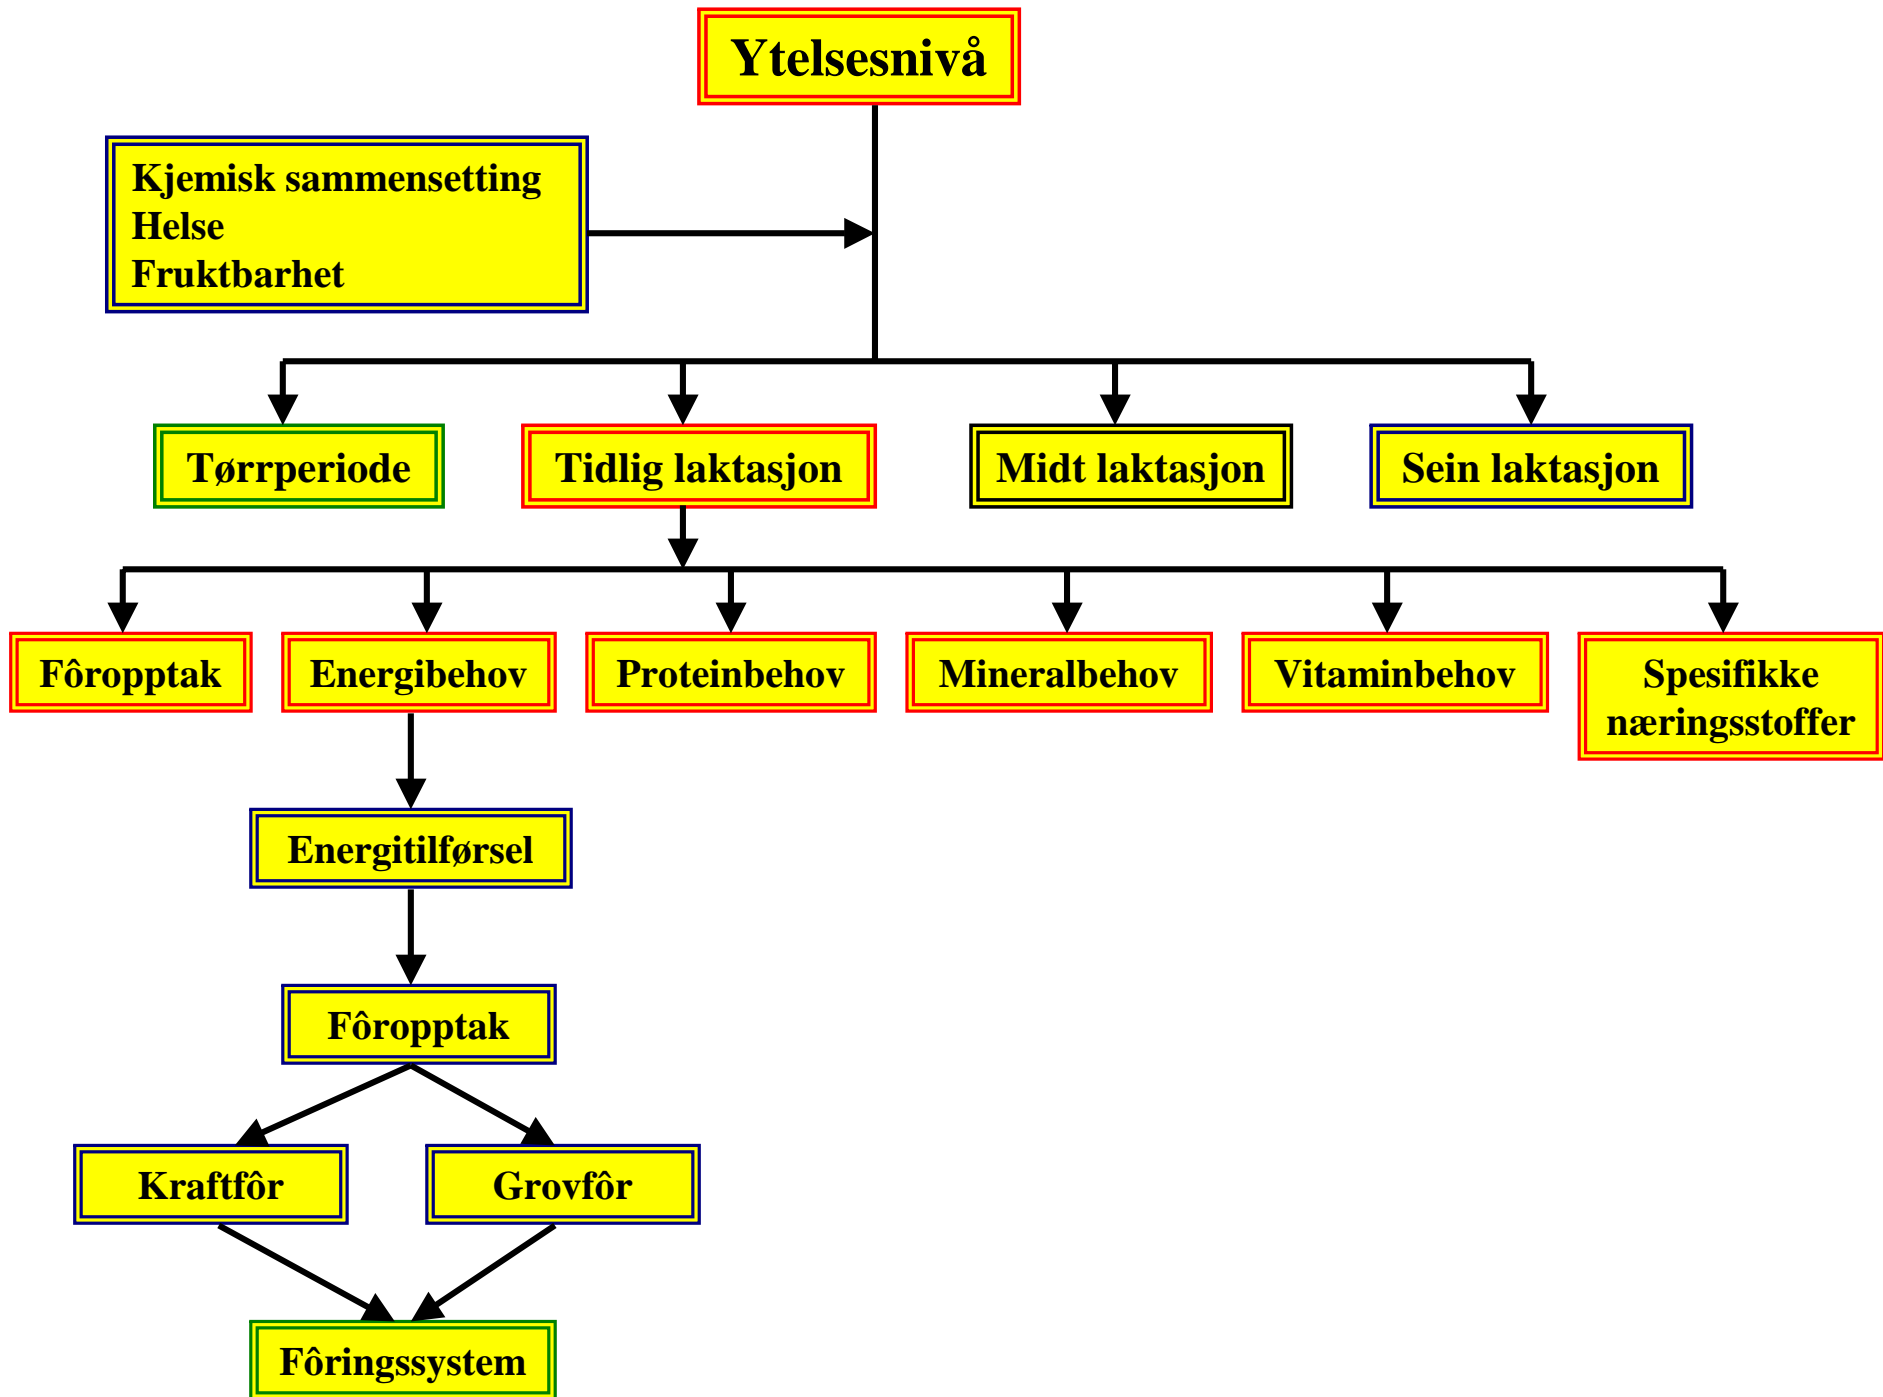 Ytelsesnivå
Kjemisk sammensetting
Helse
Fruktbarhet
Tørrperiode
Tidlig laktasjon
Midt laktasjon
Sein laktasjon
Fôropptak
Energibehov
Proteinbehov
Mineralbehov
Vitaminbehov
Spesifikke
næringsstoffer
Energitilførsel
Fôropptak
Kraftfôr
Grovfôr
Fôringssystem